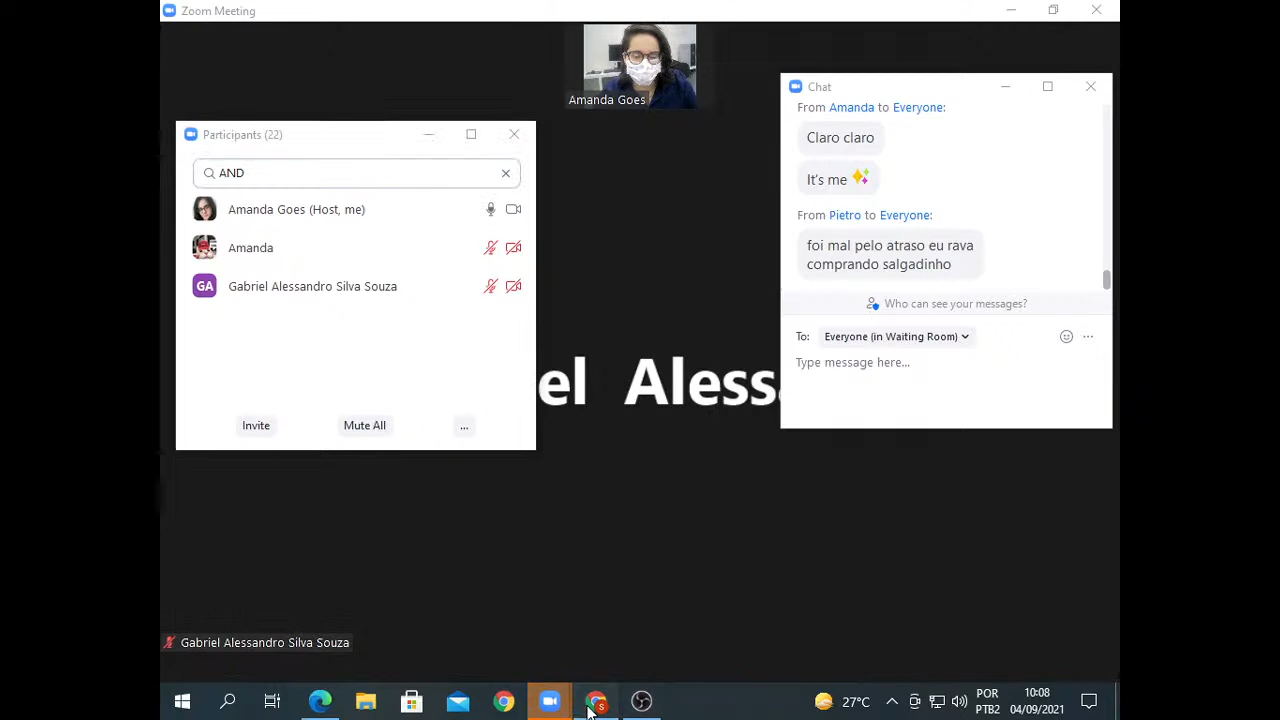 Zoom Meeting
Amanda Goes
Participants (22)
AND
Amanda Goes (Host, me)
Amanda
GA
Gabriel Alessandro Silva Souza
Invite
Mute All
...
Chat
From Amanda to Everyone:
Claro claro
It's me ✨
From Pietro to Everyone:
foi mal pelo atraso eu rava
comprando salgadinho
Who can see your messages?
To: Everyone (in Waiting Room)
Type message here...
el Alessa
Gabriel Alessandro Silva Souza
S
27°C
POR
PTB2
10:08
04/09/2021